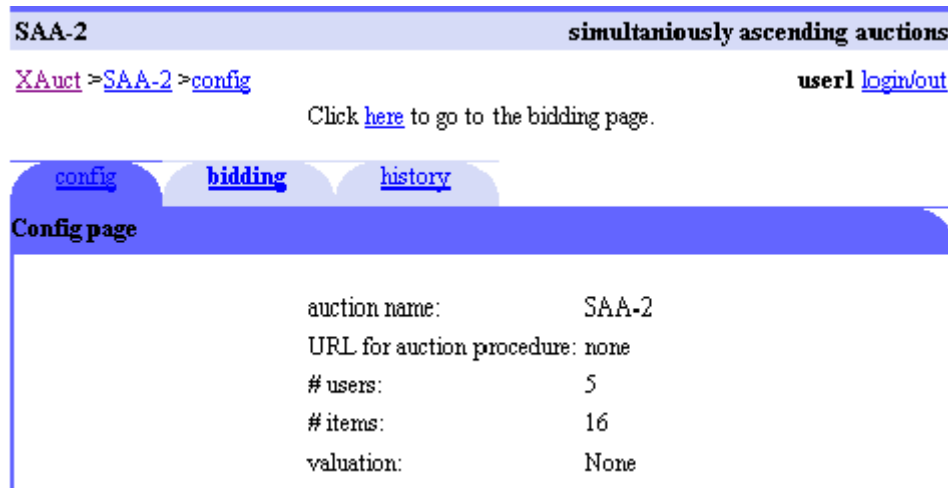 SAA-2 simultaniously ascending auctions
XAuct >SAA-2 >config user1 login/out
Click here to go to the bidding page.
config bidding history
Config page
auction name: SAA-2
URL for auction procedure: none
# users: 5
# items: 16
valuation: None